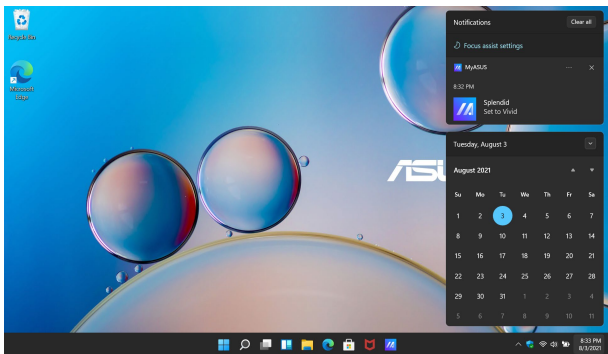 Recycle Bin
Microsoft
Edge
ASU
Notifications
Clear all
Focus assist settings
MyASUS
8:32 PM
Splendid
Set to Vivid
Tuesday, August 3
August 2021
Su Mo Tu We Th Fr Sa
1 2 3 4 5 6 7
8 9 10 11 12 13 14
15 16 17 18 19 20 21
22 23 24 25 26 27 28
29 30 31 1 2 3 4
5 6 7 8 9 10 11
8:33 PM
8/3/2021